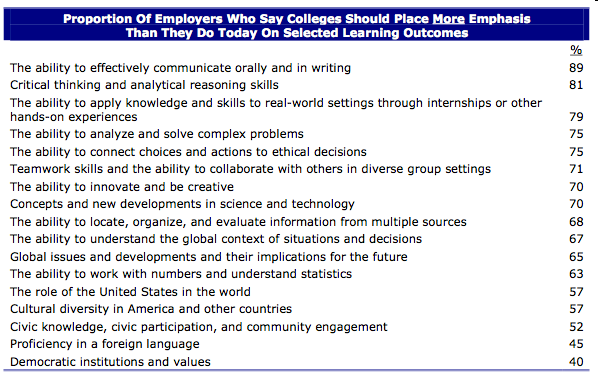 Proportion Of Employers Who Say Colleges Should Place More Emphasis
Than They Do Today On Selected Learning Outcomes
%
The ability to effectively communicate orally and in writing 89
Critical thinking and analytical reasoning skills 81
The ability to apply knowledge and skills to real-world settings through internships or other
hands-on experiences 79
The ability to analyze and solve complex problems 75
The ability to connect choices and actions to ethical decisions 75
Teamwork skills and the ability to collaborate with others in diverse group settings 71
The ability to innovate and be creative 70
Concepts and new developments in science and technology 70
The ability to locate, organize, and evaluate information from multiple sources 68
The ability to understand the global context of situations and decisions 67
Global issues and developments and their implications for the future 65
The ability to work with numbers and understand statistics 63
The role of the United States in the world 57
Cultural diversity in America and other countries 57
Civic knowledge, civic participation, and community engagement 52
Proficiency in a foreign language 45
Democratic institutions and values 40